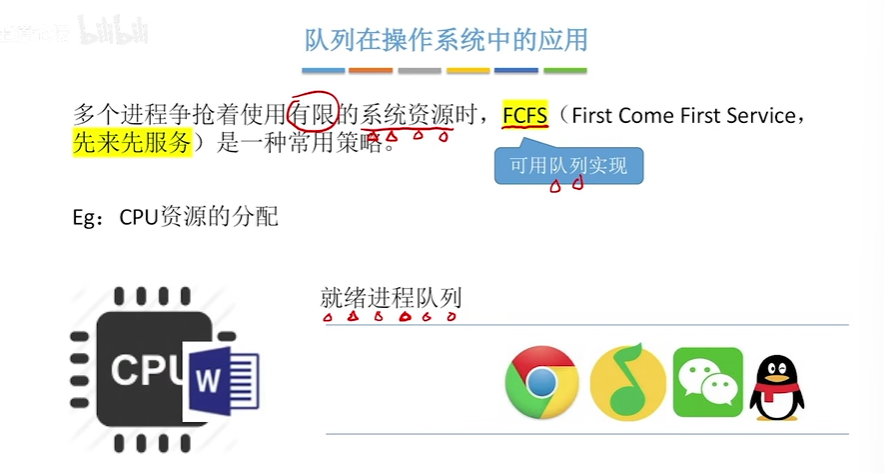 bilibili
队列在操作系统中的应用
多个进程争抢着使用有限的系统资源时，FCFS（First Come First Service，
先来先服务）是一种常用策略。
可用队列实现
Eg：CPU资源的分配
就绪进程队列
CPU
W